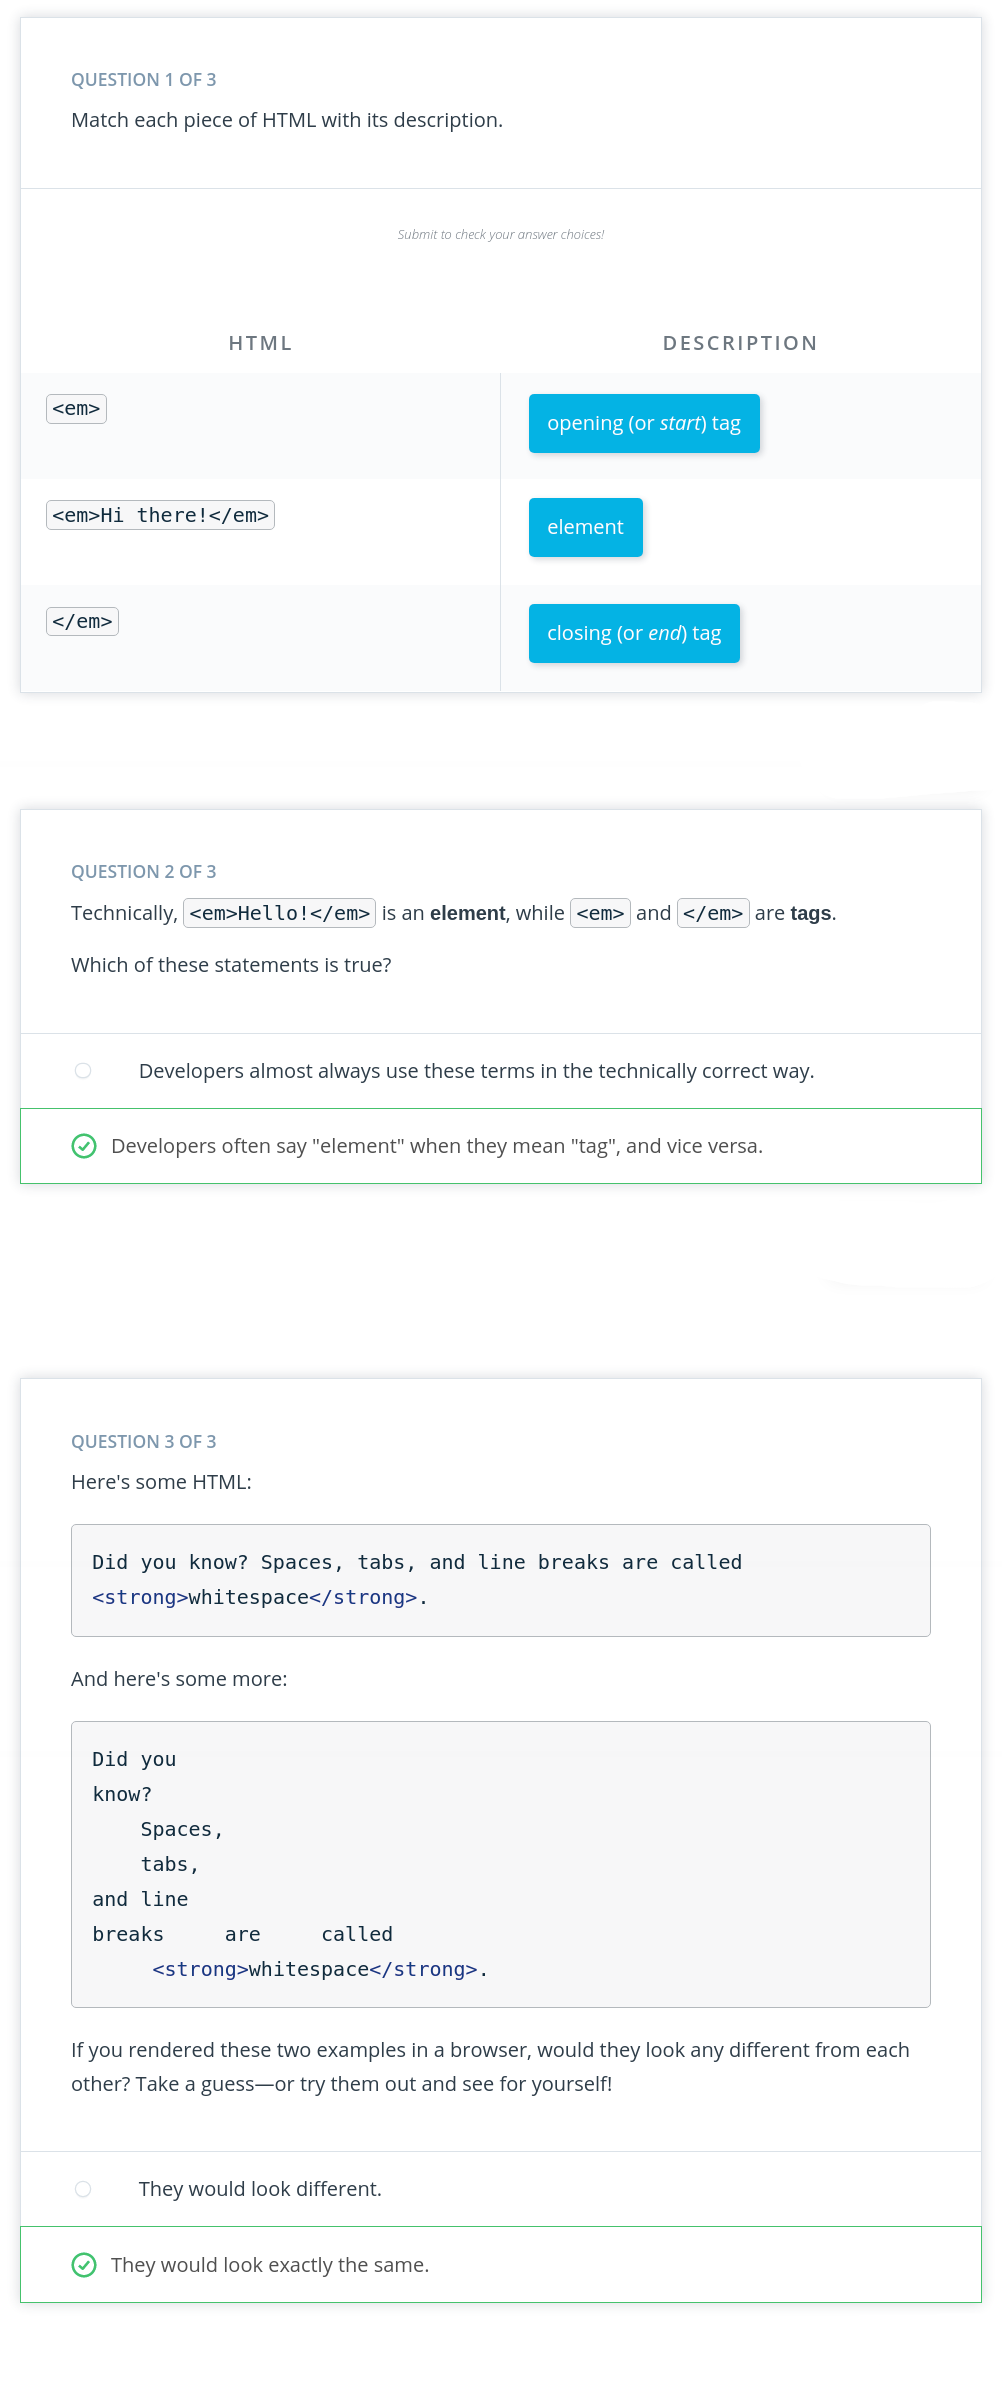 QUESTION 1 OF 3
Match each piece of HTML with its description.
Submit to check your answer choices!
HTML DESCRIPTION
<em> opening (or start) tag
<em>Hi there!</em> element
</em> closing (or end) tag
QUESTION 2 OF 3
Technically, <em>Hello!</em> is an element, while <em> and </em> are tags.
Which of these statements is true?
Developers almost always use these terms in the technically correct way.
Developers often say "element" when they mean "tag", and vice versa.
QUESTION 3 OF 3
Here's some HTML:
Did you know? Spaces, tabs, and line breaks are called
<strong>whitespace</strong>.
And here's some more:
Did you
know?
    Spaces,
    tabs,
and line
breaks     are     called
     <strong>whitespace</strong>.
If you rendered these two examples in a browser, would they look any different from each
other? Take a guess—or try them out and see for yourself!
They would look different.
They would look exactly the same.